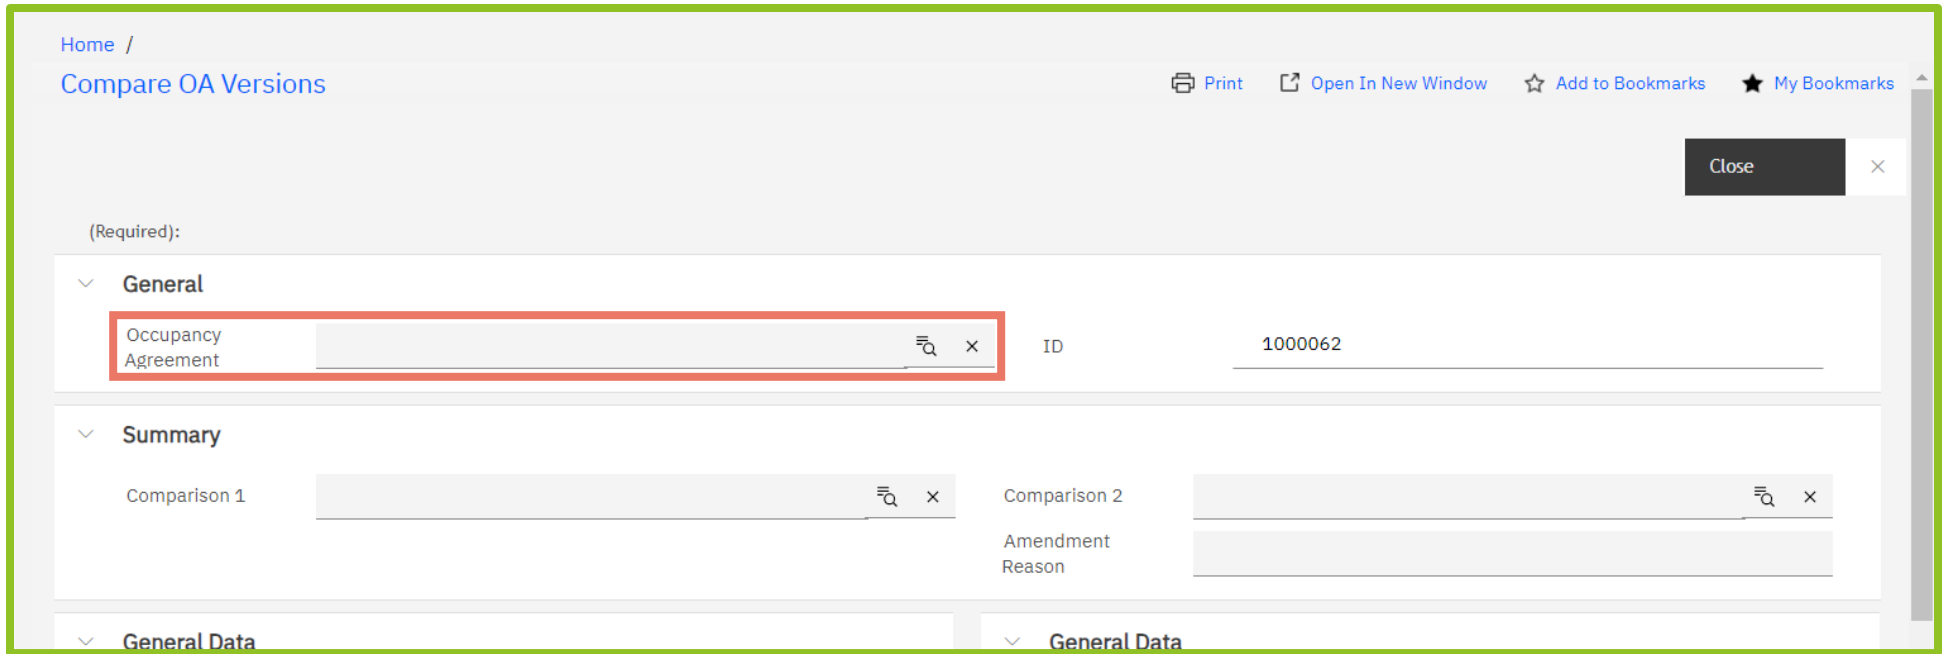 Home /
Compare OA Versions
Print Open In New Window Add to Bookmarks My Bookmarks
Close
(Required):
General
Occupancy
Agreement
ID 1000062
Summary
Comparison 1
Comparison 2
Amendment
Reason
General Data
General Data